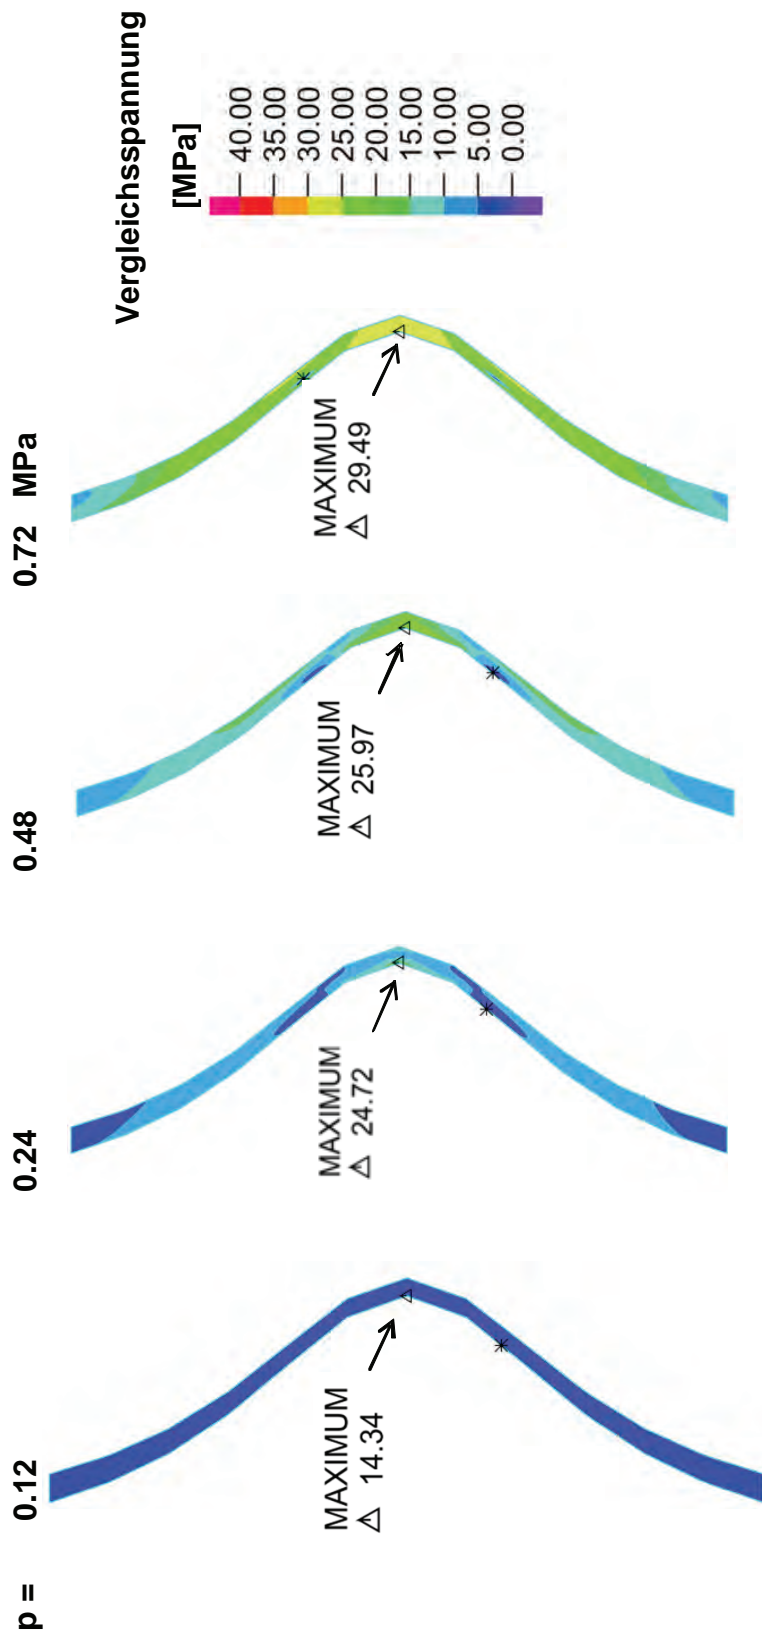 p = 0.12 0.24 0.48 0.72 MPa
Vergleichsspannung
[MPa]
40.00
35.00
30.00
25.00
20.00
15.00
10.00
5.00
0.00
MAXIMUM
14.34
MAXIMUM
24.72
MAXIMUM
25.97
MAXIMUM
29.49